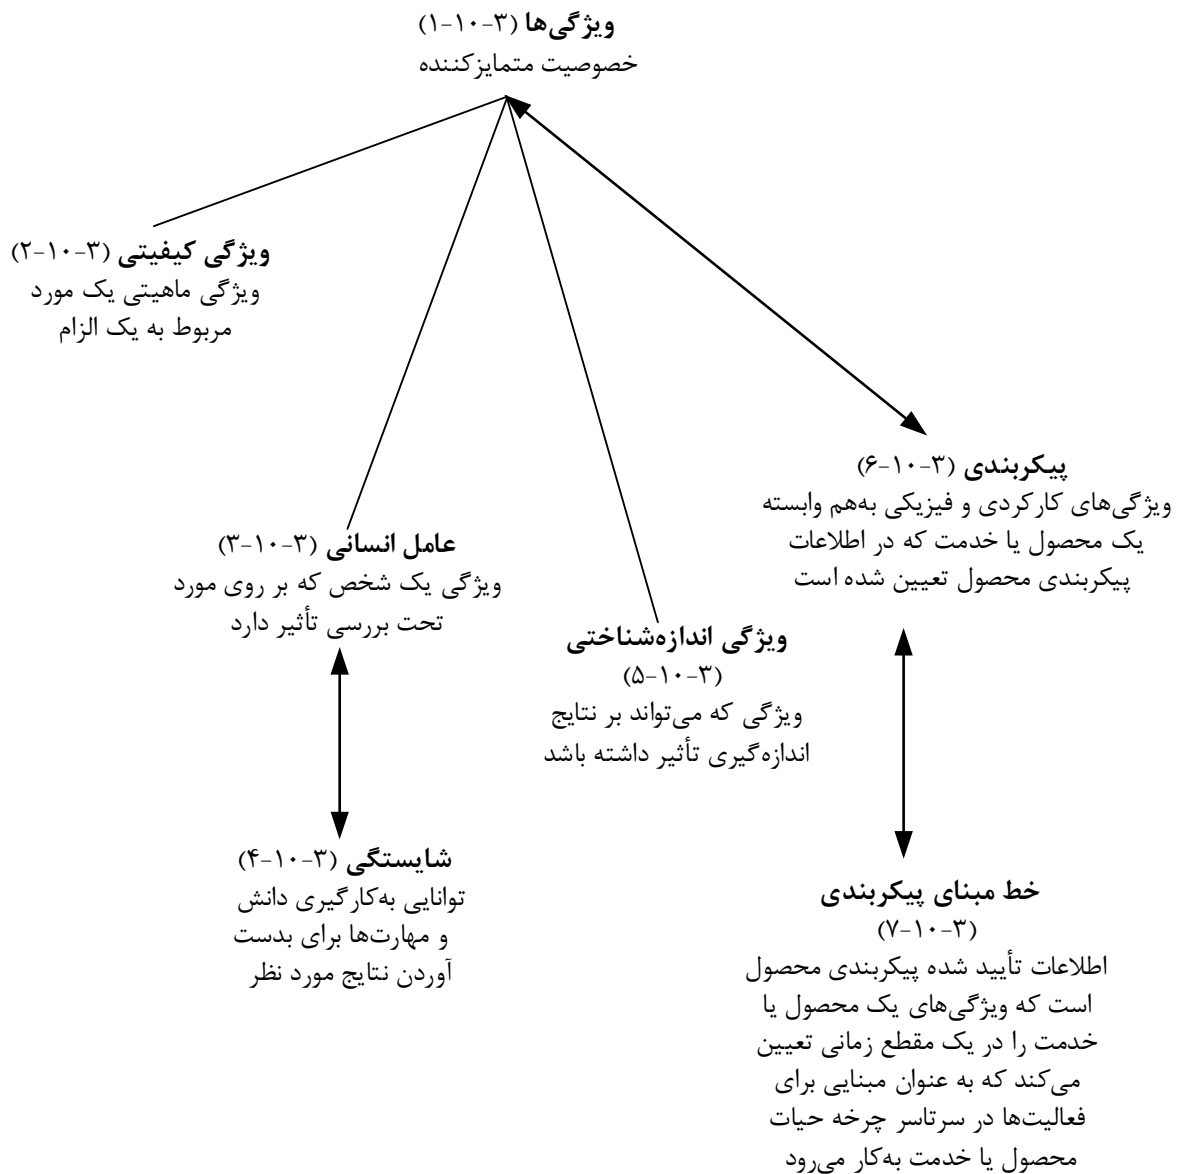 ویژگی‌ها (۳-۱۰-۱)
خصوصیت متمایزکننده
ویژگی کیفیتی (۳-۱۰-۲)
ویژگی ماهیتی یک مورد
مربوط به یک الزام
عامل انسانی (۳-۱۰-۳)
ویژگی یک شخص که بر روی مورد
تحت بررسی تأثیر دارد
شایستگی (۳-۱۰-۴)
توانایی به‌کارگیری دانش
و مهارت‌ها برای بدست
آوردن نتایج مورد نظر
ویژگی اندازه‌شناختی
(۳-۱۰-۵)
ویژگی که می‌تواند بر نتایج
اندازه‌گیری تأثیر داشته باشد
پیکربندی (۳-۱۰-۶)
ویژگی‌های کارکردی و فیزیکی به‌هم وابسته
یک محصول یا خدمت که در اطلاعات
پیکربندی محصول تعیین شده است
خط مبنای پیکربندی
(۳-۱۰-۷)
اطلاعات تأیید شده پیکربندی محصول
است که ویژگی‌های یک محصول یا
خدمت را در یک مقطع زمانی تعیین
می‌کند که به عنوان مبنایی برای
فعالیت‌ها در سرتاسر چرخه حیات
محصول یا خدمت به‌کار می‌رود